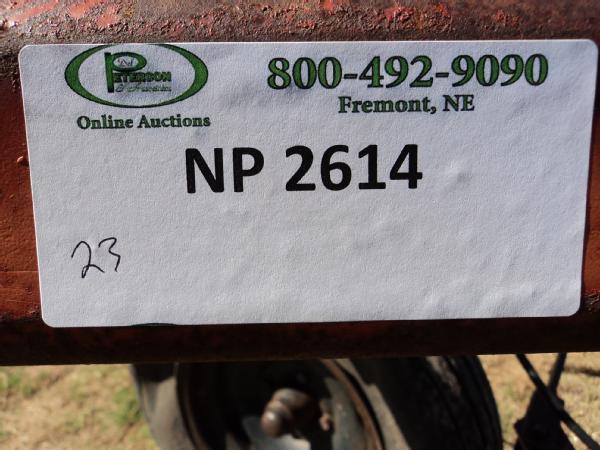 PETERSON
800-492-9090
Fremont, NE
Online Auctions
NP 2614
23